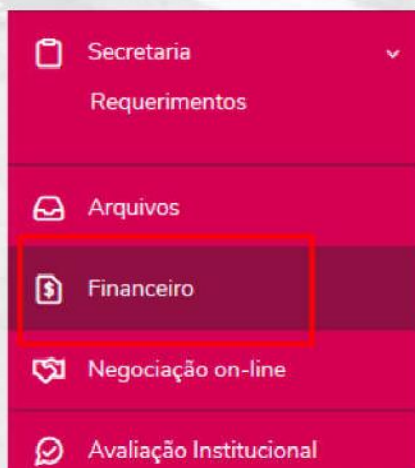 Secretaria
Requerimentos
Arquivos
Financeiro
Negociação on-line
Avaliação Institucional